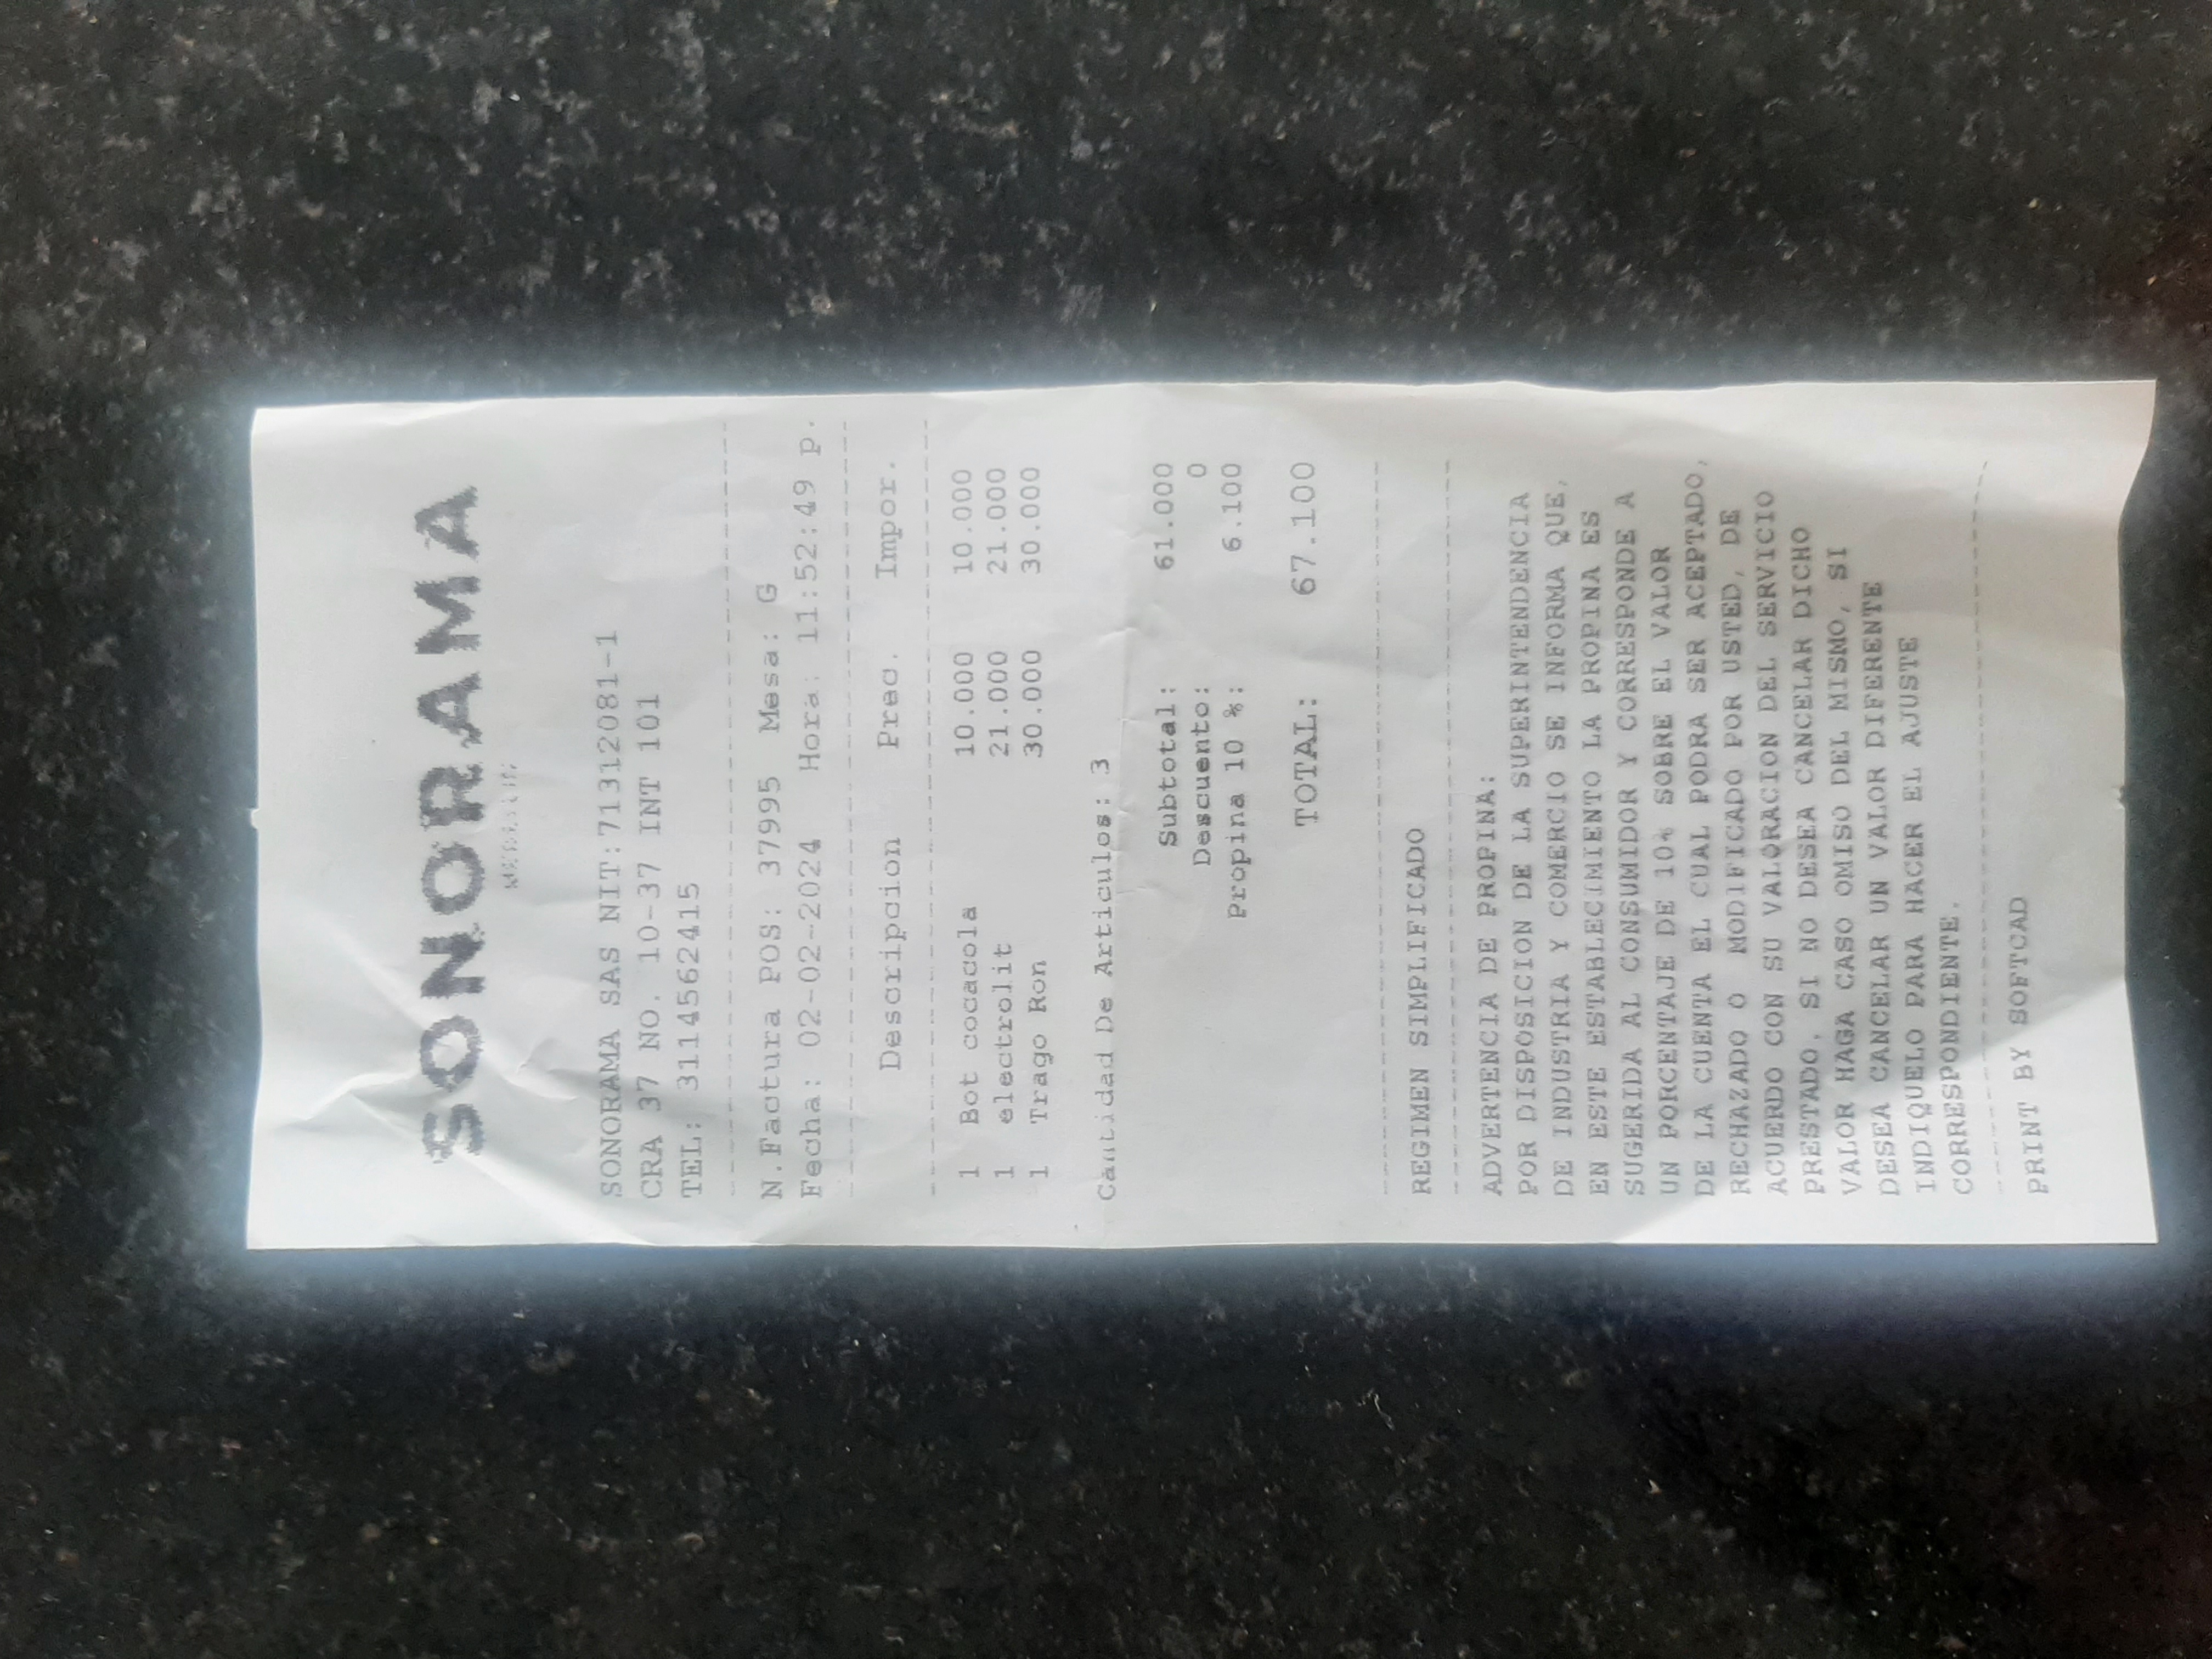 SONORAMA
SONORAMA SAS NIT:71312081-1
CRA 37 NO. 10-37 INT 101
TEL: 3114562415
N.Factura POS: 37995 Mesa: G
Fecha: 02-02-2024 Hora: 11:52:49 p.
Descripcion Prec. Impor.
1 Bot cocacola 10.000 10.000
1 electrolit 21.000 21.000
1 Trago Ron 30.000 30.000
Cantidad De Articulos: 3
Subtotal: 61.000
Descuento: 0
Propina 10 %: 6.100
TOTAL: 67.100
REGIMEN SIMPLIFICADO
ADVERTENCIA DE PROPINA:
POR DISPOSICION DE LA SUPERINTENDENCIA
DE INDUSTRIA Y COMERCIO SE INFORMA QUE,
EN ESTE ESTABLECIMIENTO LA PROPINA ES
SUGERIDA AL CONSUMIDOR Y CORRESPONDE A
UN PORCENTAJE DE 10% SOBRE EL VALOR
DE LA CUENTA EL CUAL PODRA SER ACEPTADO,
RECHAZADO O MODIFICADO POR USTED, DE
ACUERDO CON SU VALORACION DEL SERVICIO
PRESTADO. SI NO DESEA CANCELAR DICHO
VALOR HAGA CASO OMISO DEL MISMO, SI
DESEA CANCELAR UN VALOR DIFERENTE
INDIQUELO PARA HACER EL AJUSTE
CORRESPONDIENTE.
PRINT BY SOFTCAD